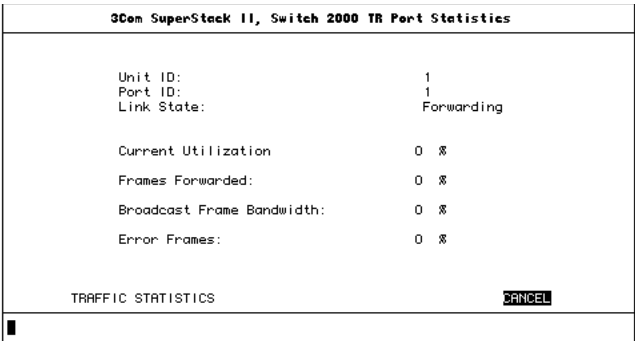 3Com SuperStack II, Switch 2000 TR Port Statistics
Unit ID: 1
Port ID: 1
Link State: Forwarding
Current Utilization 0 %
Frames Forwarded: 0 %
Broadcast Frame Bandwidth: 0 %
Error Frames: 0 %
TRAFFIC STATISTICS CANCEL